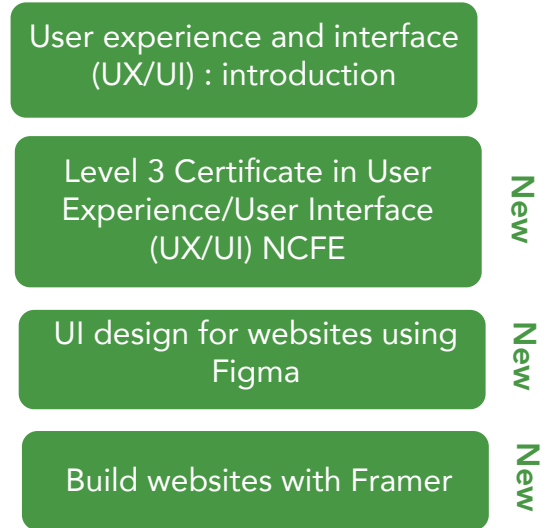 User experience and interface
(UX/UI) : introduction
Level 3 Certificate in User
Experience/User Interface
(UX/UI) NCFE
New
UI design for websites using
Figma
New
Build websites with Framer
New